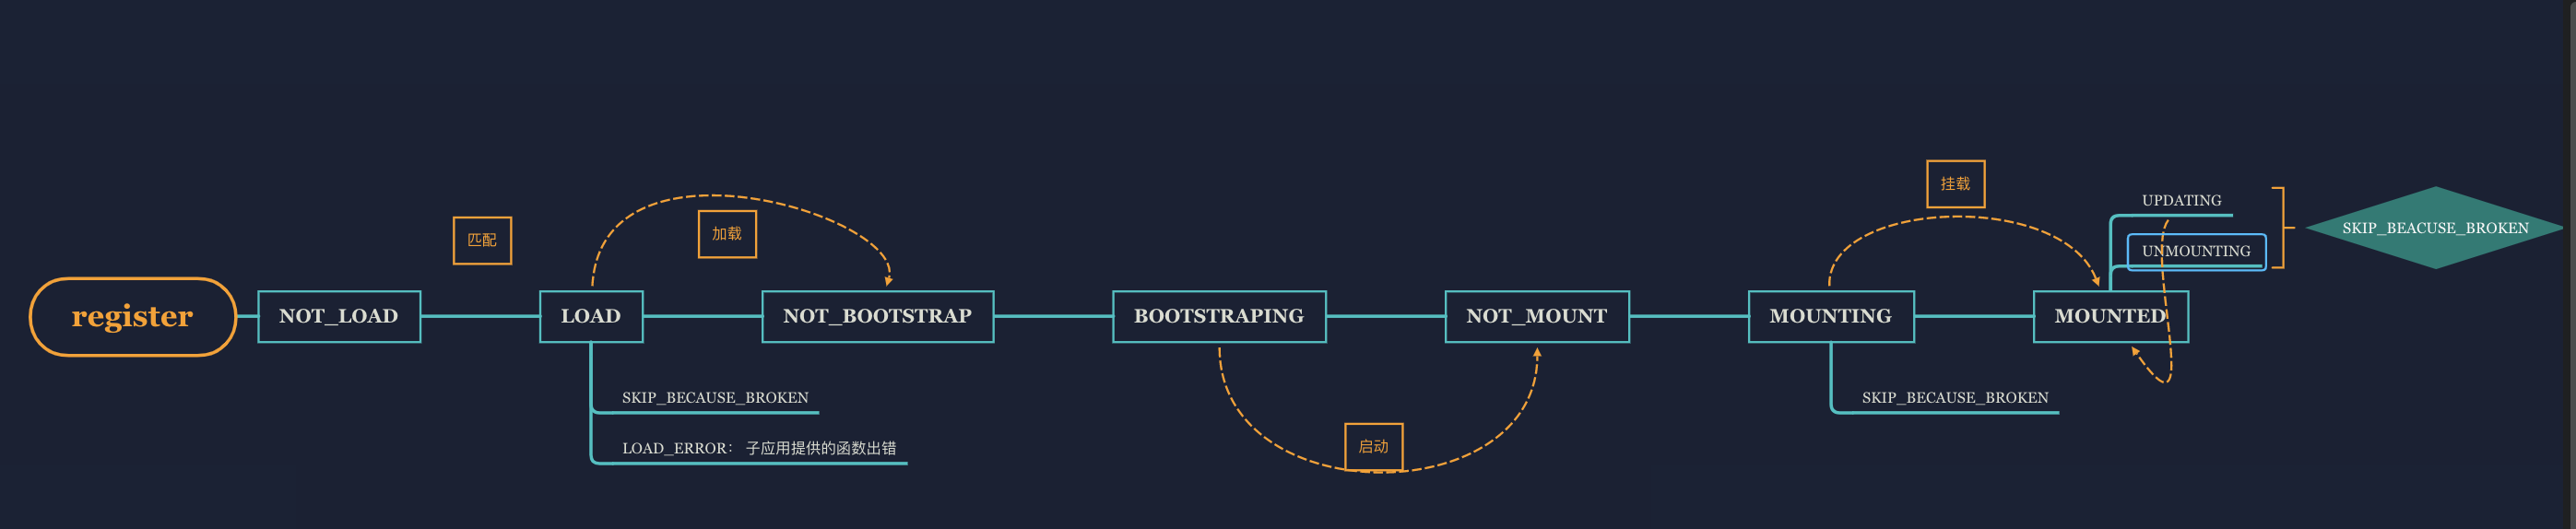 register
NOT_LOAD
匹配
LOAD
SKIP_BECAUSE_BROKEN
LOAD_ERROR： 子应用提供的函数出错
加载
NOT_BOOTSTRAP
BOOTSTRAPING
启动
NOT_MOUNT
MOUNTING
SKIP_BECAUSE_BROKEN
挂载
MOUNTED
UPDATING
UNMOUNTING
SKIP_BEACUSE_BROKEN